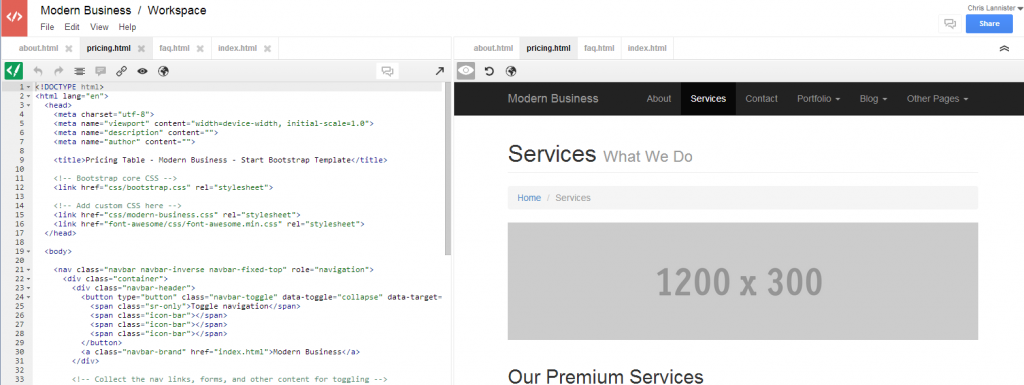 Modern Business / Workspace
Chris Lannister
File Edit View Help
Share
about.html pricing.html faq.html index.html
about.html pricing.html faq.html index.html
1 <!DOCTYPE html>
2 <html lang="en">
3 <head>
4 <meta charset="utf-8">
5 <meta name="viewport" content="width=device-width, initial-scale=1.0">
6 <meta name="description" content="">
7 <meta name="author" content="">
8
9 <title>Pricing Table - Modern Business - Start Bootstrap Template</title>
10
11 <!-- Bootstrap core CSS -->
12 <link href="css/bootstrap.css" rel="stylesheet">
13
14 <!-- Add custom CSS here -->
15 <link href="css/modern-business.css" rel="stylesheet">
16 <link href="font-awesome/css/font-awesome.min.css" rel="stylesheet">
17 </head>
18
19 <body>
20
21 <nav class="navbar navbar-inverse navbar-fixed-top" role="navigation">
22 <div class="container">
23 <div class="navbar-header">
24 <button type="button" class="navbar-toggle" data-toggle="collapse" data-target=
25 <span class="sr-only">Toggle navigation</span>
26 <span class="icon-bar"></span>
27 <span class="icon-bar"></span>
28 <span class="icon-bar"></span>
29 </button>
30 <a class="navbar-brand" href="index.html">Modern Business</a>
31 </div>
32
33 <!-- Collect the nav links, forms, and other content for toggling -->
Modern Business About Services Contact Portfolio Blog Other Pages
Services What We Do
Home / Services
1200 x 300
Our Premium Services